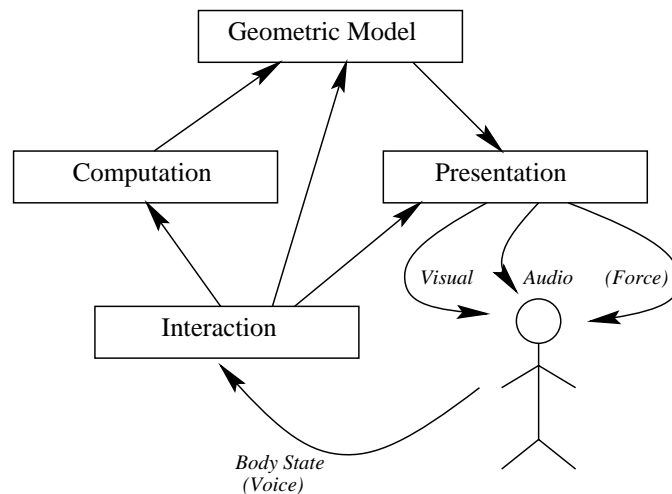 Geometric Model
Computation
Presentation
Visual
Audio
(Force)
Interaction
Body State
(Voice)